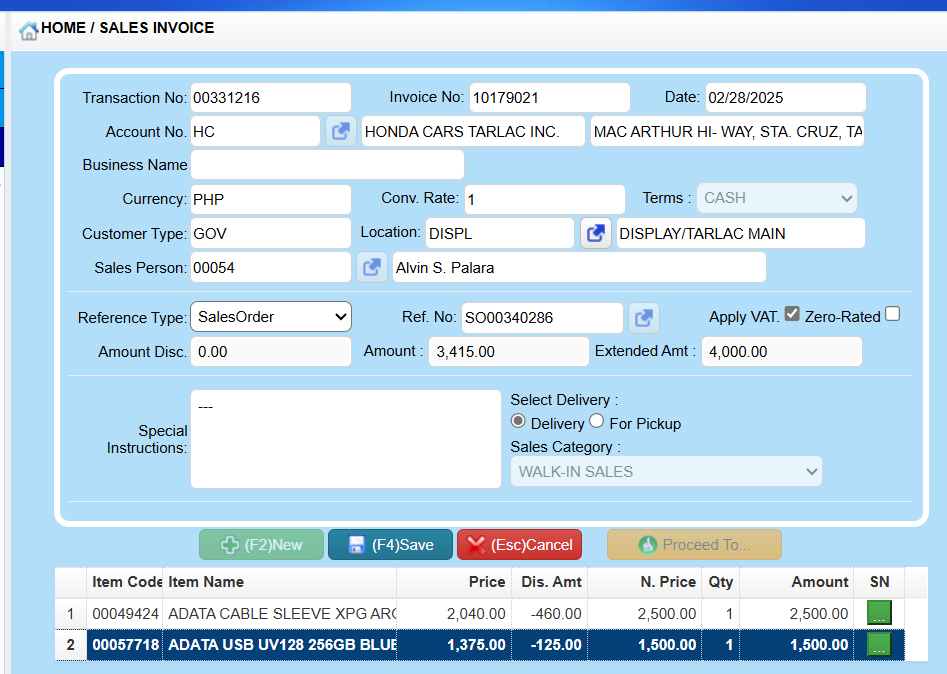 HOME / SALES INVOICE
Transaction No: 00331216 Invoice No: 10179021 Date: 02/28/2025
Account No. HC HONDA CARS TARLAC INC. MAC ARTHUR HI- WAY, STA. CRUZ, TA
Business Name
Currency: PHP Conv. Rate: 1 Terms : CASH
Customer Type: GOV Location: DISPL DISPLAY/TARLAC MAIN
Sales Person: 00054 Alvin S. Palara
Reference Type: SalesOrder Ref. No: SO00340286 Apply VAT. Zero-Rated
Amount Disc. 0.00 Amount : 3,415.00 Extended Amt : 4,000.00
Special Instructions: ---
Select Delivery :
Delivery For Pickup
Sales Category :
WALK-IN SALES
(F2)New (F4)Save (Esc)Cancel Proceed To...
Item Code Item Name Price Dis. Amt N. Price Qty Amount SN
1 00049424 ADATA CABLE SLEEVE XPG ARG 2,040.00 -460.00 2,500.00 1 2,500.00 ...
2 00057718 ADATA USB UV128 256GB BLUE 1,375.00 -125.00 1,500.00 1 1,500.00 ...